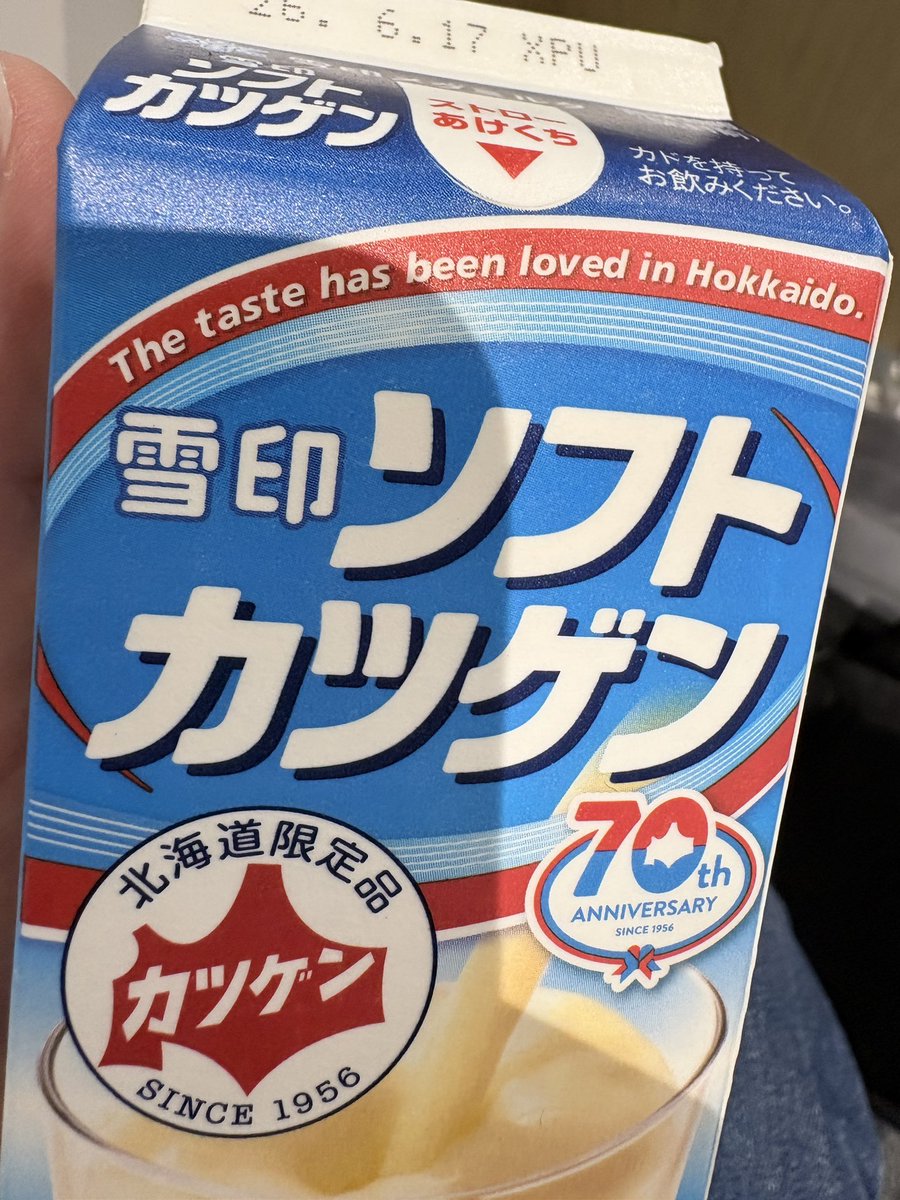 26. 6.17 XPU
ソフト
カツゲン
ストロー
あけくち
カドを持って
お飲みください。
The taste has been loved in Hokkaido.
雪印 ソフト
カツゲン
北海道限定品
カツゲン
SINCE 1956
70th
ANNIVERSARY
SINCE 1956